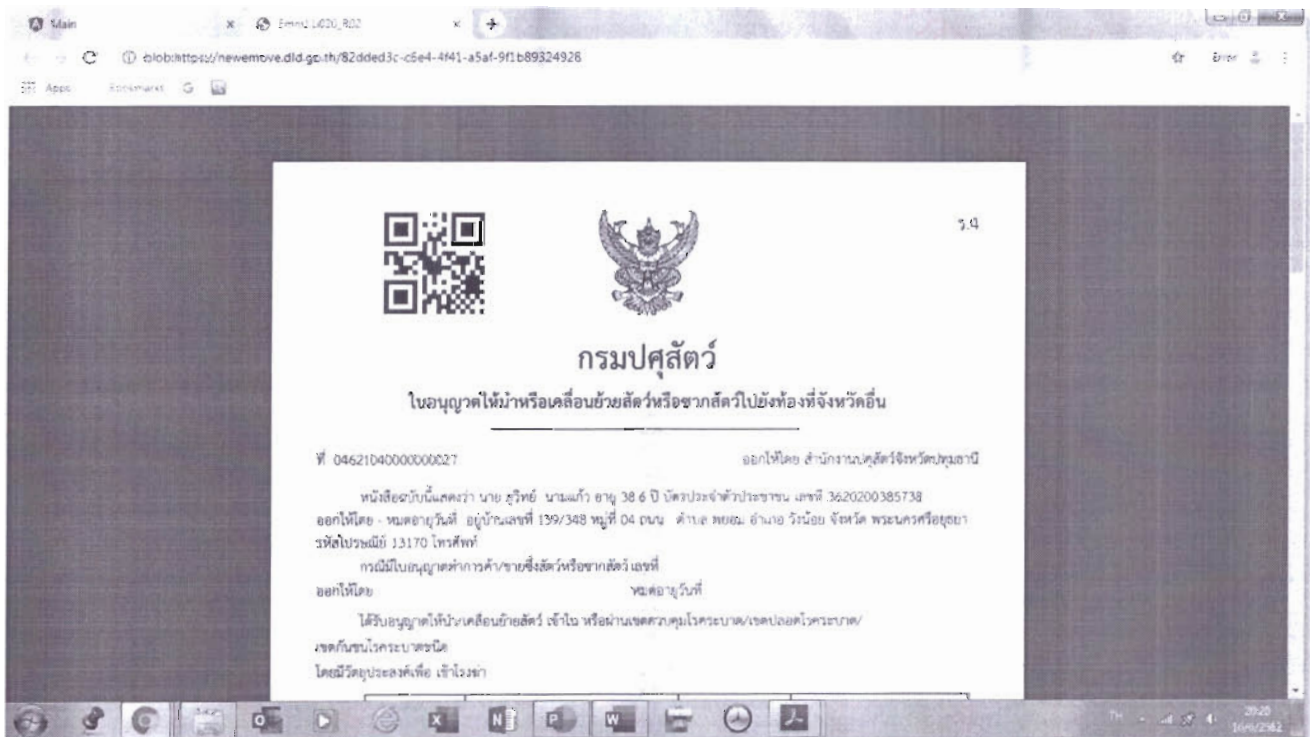 Main
Emm2.U020_R02
blob:https://newemove.dld.go.th/82dded3c-c6e4-4f41-a5af-9f1b89324926
Error
Apps Bookmarks
ร.4
กรมปศุสัตว์
ใบอนุญาตให้นำหรือเคลื่อนย้ายสัตว์หรือซากสัตว์ไปยังท้องที่จังหวัดอื่น
ที่ 04621040000000027 ออกให้โดย สำนักงานปศุสัตว์จังหวัดปทุมธานี
หนังสือฉบับนี้แสดงว่า นาย สุวิทย์ นามแก้ว อายุ 38 6 ปี บัตรประจำตัวประชาชน เลขที่ 3620200385738
ออกให้โดย - หมดอายุวันที่ อยู่บ้านเลขที่ 139/348 หมู่ที่ 04 ถนน ตำบล พยอม อำเภอ วังน้อย จังหวัด พระนครศรีอยุธยา
รหัสไปรษณีย์ 13170 โทรศัพท์
กรณีมีใบอนุญาตทำการค้า/ขายซึ่งสัตว์หรือซากสัตว์ เลขที่
ออกให้โดย หมดอายุวันที่
ได้รับอนุญาตให้นำ/เคลื่อนย้ายสัตว์ เข้าใน หรือผ่านเขตควบคุมโรคระบาด/เขตปลอดโรคระบาด/
เขตกันชนโรคระบาดชนิด
โดยมีวัตถุประสงค์เพื่อ เข้าโรงฆ่า
TH
20:20
16/6/2562